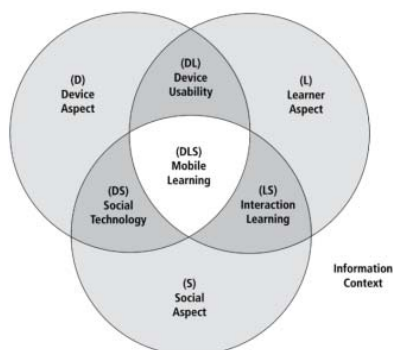 (D)
Device
Aspect
(DL)
Device
Usability
(L)
Learner
Aspect
(DLS)
Mobile
Learning
(DS)
Social
Technology
(LS)
Interaction
Learning
(S)
Social
Aspect
Information
Context